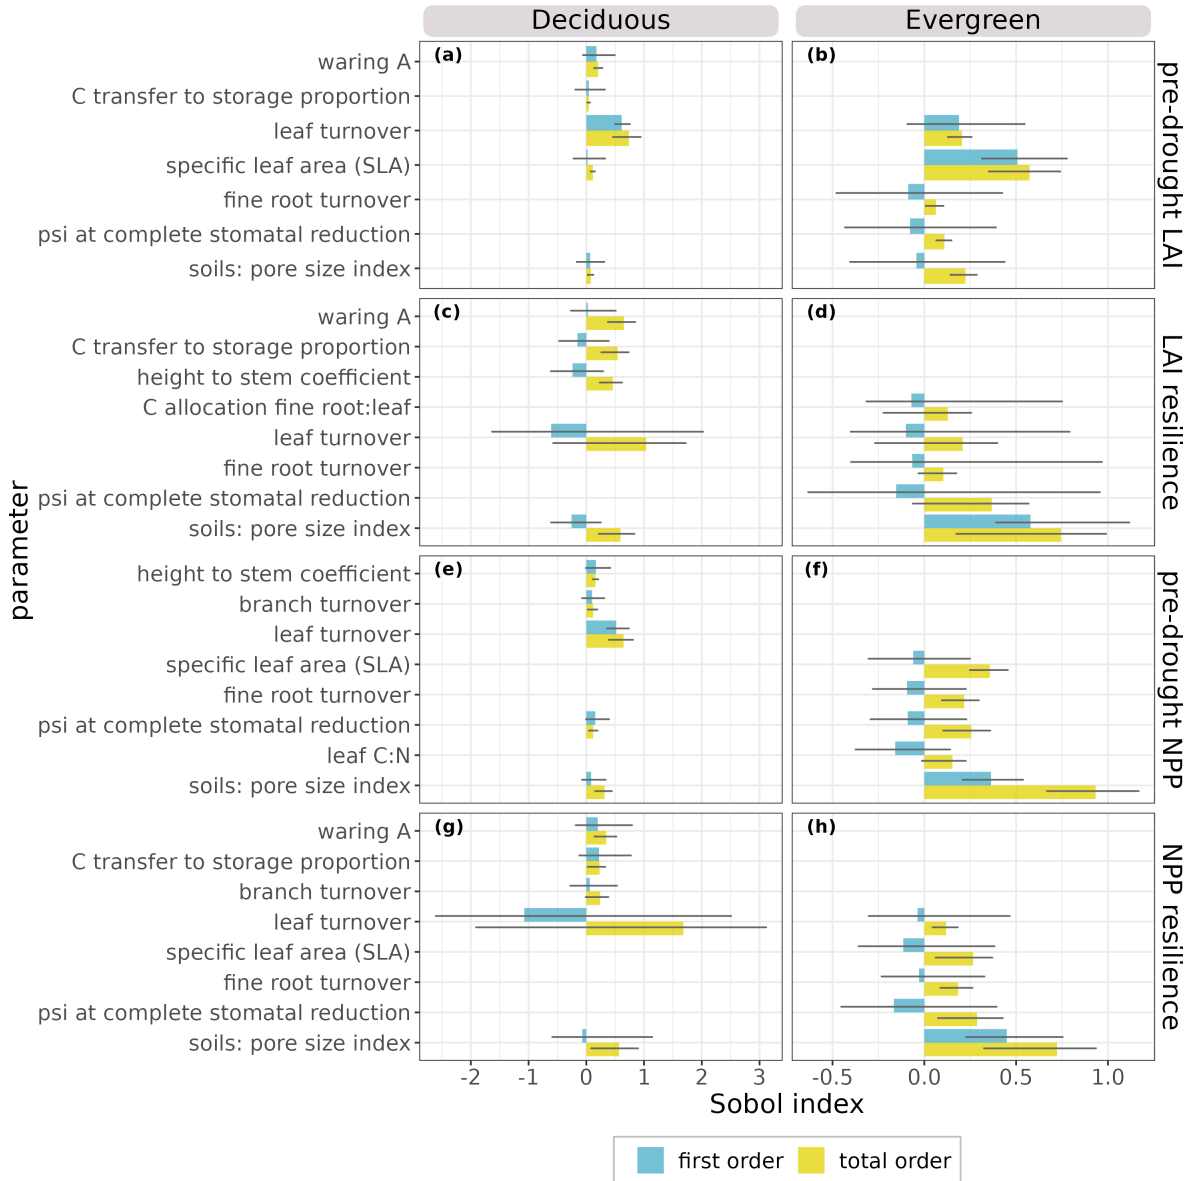 Deciduous
Evergreen
(a)
(b)
waring A
C transfer to storage proportion
leaf turnover
specific leaf area (SLA)
fine root turnover
psi at complete stomatal reduction
soils: pore size index
pre-drought LAI
(c)
(d)
waring A
C transfer to storage proportion
height to stem coefficient
C allocation fine root:leaf
leaf turnover
fine root turnover
psi at complete stomatal reduction
soils: pore size index
LAI resilience
(e)
(f)
height to stem coefficient
branch turnover
leaf turnover
specific leaf area (SLA)
fine root turnover
psi at complete stomatal reduction
leaf C:N
soils: pore size index
pre-drought NPP
(g)
(h)
waring A
C transfer to storage proportion
branch turnover
leaf turnover
specific leaf area (SLA)
fine root turnover
psi at complete stomatal reduction
soils: pore size index
NPP resilience
parameter
-2 -1 0 1 2 3
-0.5 0.0 0.5 1.0
Sobol index
first order
total order